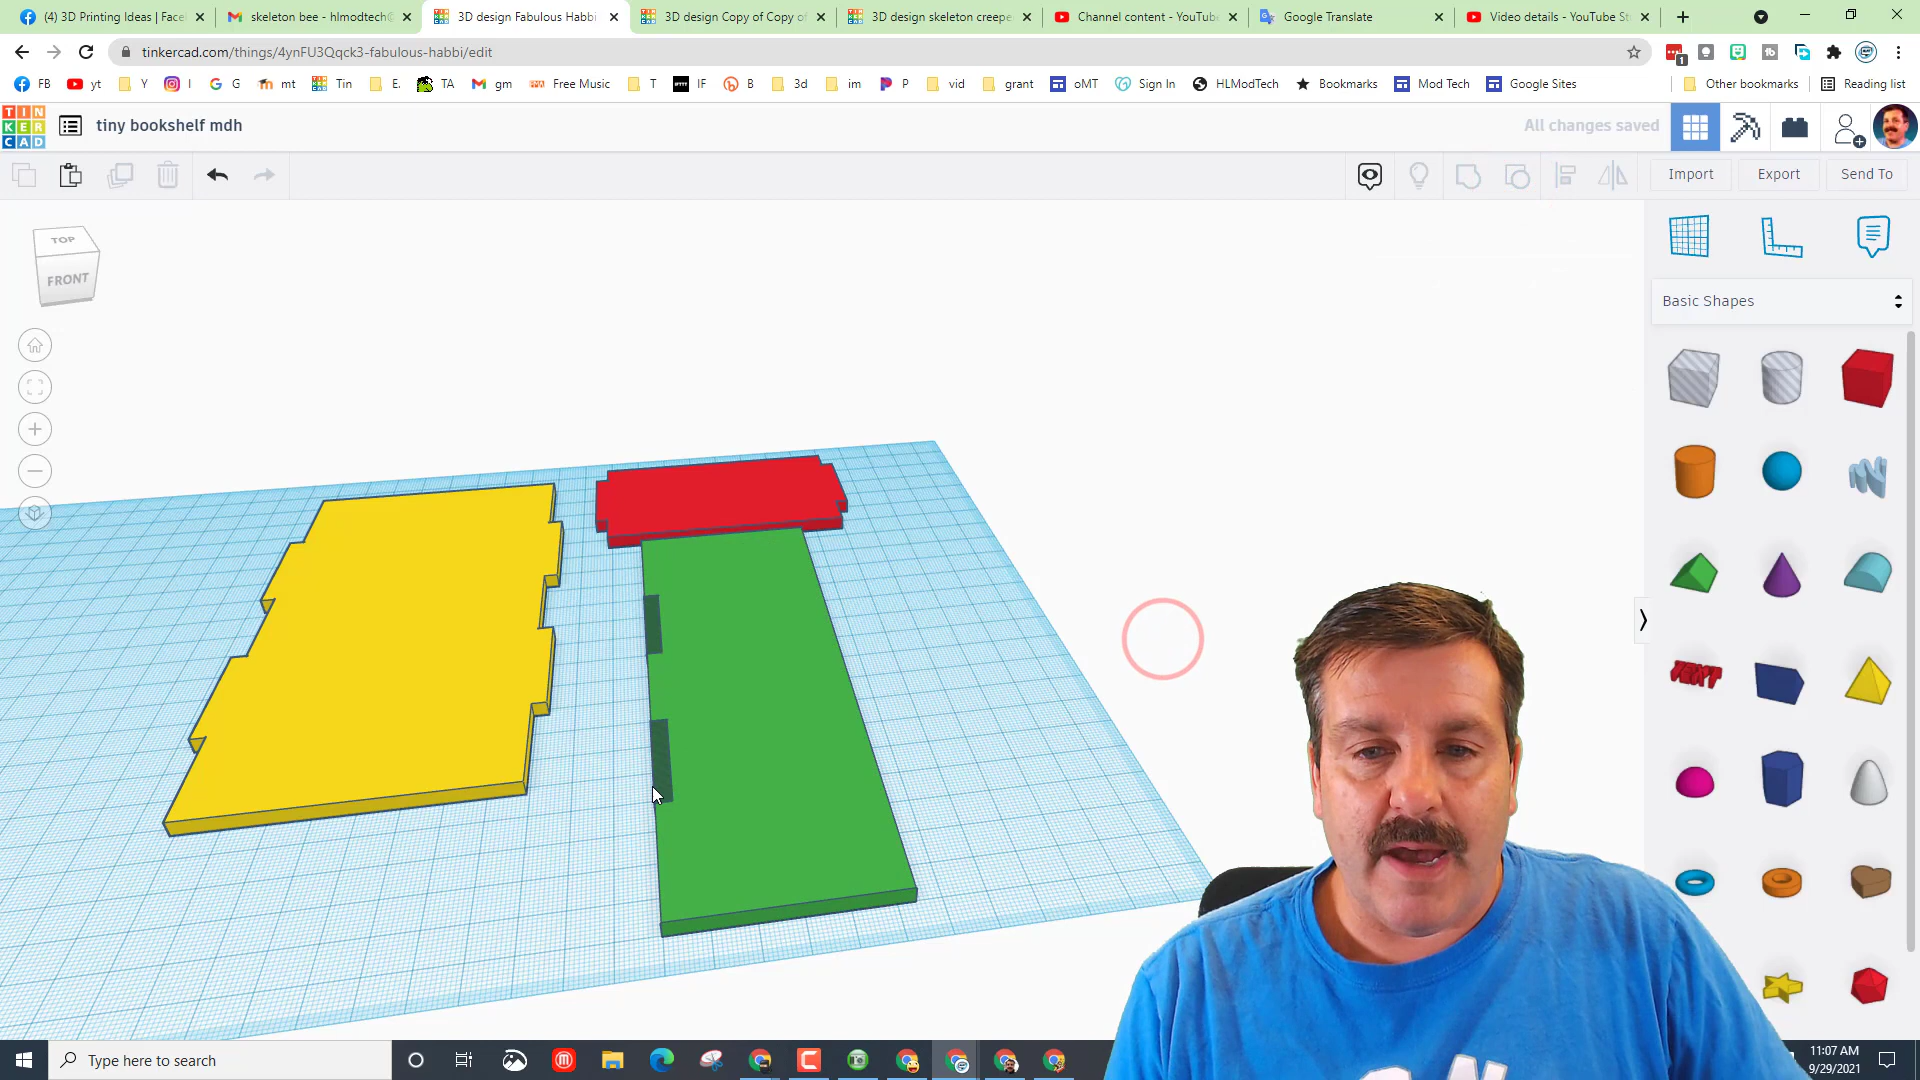 (4) 3D Printing Ideas | Face
skeleton bee - hlmodtech@
3D design Fabulous Habbi
3D design Copy of Copy of
3D design skeleton creepe
Channel content - YouTube
Google Translate
Video details - YouTube St
tinkercad.com/things/4ynFU3Qqck3-fabulous-habbi/edit
FB
yt
Y
I
G
mt
Tin
E.
TA
gm
Free Music
T
IF
B
3d
im
P
vid
grant
oMT
Sign In
HLModTech
Bookmarks
Mod Tech
Google Sites
Other bookmarks
Reading list
TIN
KER
CAD
tiny bookshelf mdh
All changes saved
Import
Export
Send To
TOP
FRONT
Basic Shapes
TEXT
Type here to search
11:07 AM
9/29/2021